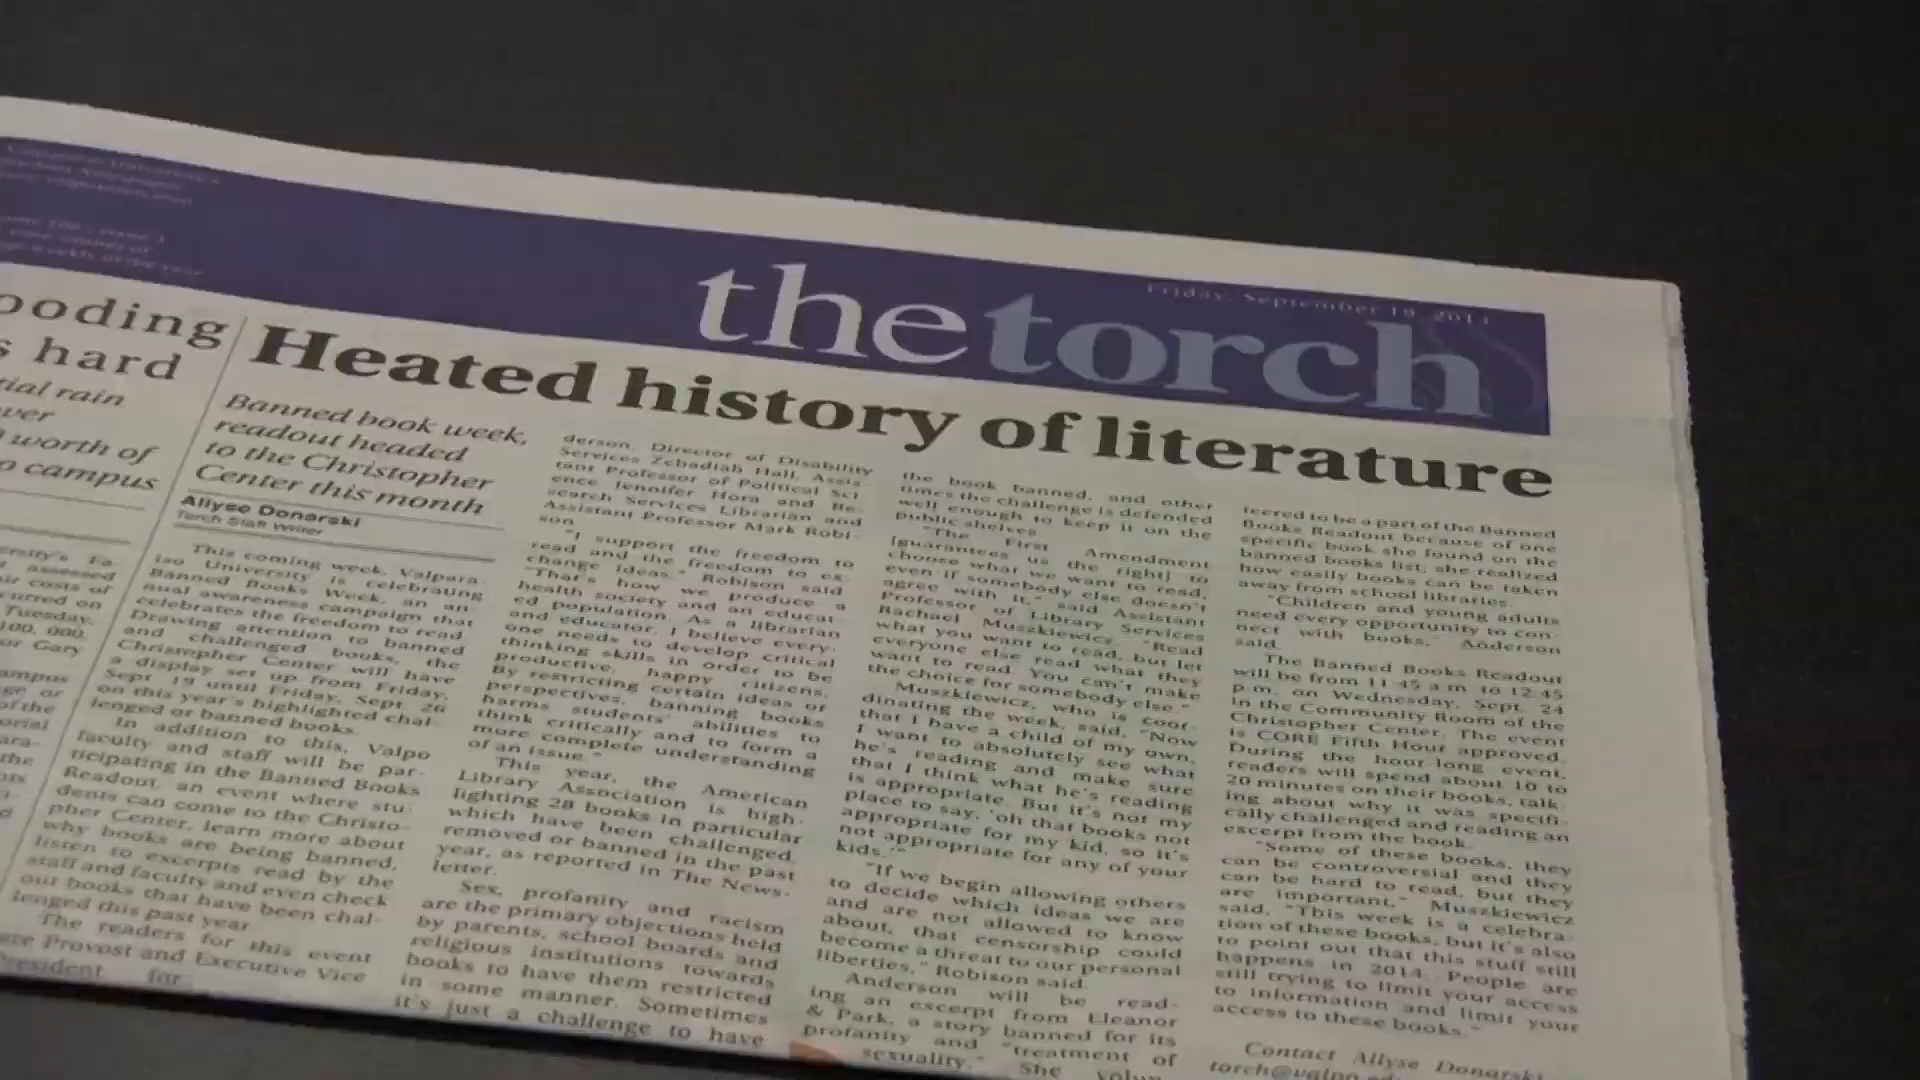 the torch
Friday, September 19, 2014
ooding
s hard
tial rain
ver
worth of
o campus
Heated history of literature
Banned book week,
readout headed
to the Christopher
Center this month
Allyse Donarski
Torch Staff Writer
This coming week, Valpara-
iso University is celebrating
Banned Books Week, an an-
nual awareness campaign that
celebrates the freedom to read.
Drawing attention to banned
and challenged books, the
Christopher Center will have
a display set up from Friday,
Sept. 19 until Friday, Sept. 26
on this year's highlighted chal-
lenged or banned books.
In addition to this, Valpo
faculty and staff will be par-
ticipating in the Banned Books
Readout, an event where stu-
dents can come to the Christo-
pher Center, learn more about
why books are being banned,
listen to excerpts read by the
staff and faculty and even check
out books that have been chal-
lenged this past year.
The readers for this event
are Provost and Executive Vice
President for
derson, Director of Disability
Services Zebadiah Hall, Assis-
tant Professor of Political Sci-
ence Jennifer Hora and Re-
search Services Librarian and
Assistant Professor Mark Robi-
son.
"I support the freedom to
read and the freedom to ex-
change ideas," Robison said.
"That's how we produce a
health society and an educat-
ed population. As a librarian
and educator, I believe every-
one needs to develop critical
thinking skills in order to be
productive, happy citizens.
By restricting certain ideas or
perspectives, banning books
harms students' abilities to
think critically and to form a
more complete understanding
of an issue."
This year, the American
Library Association is high-
lighting 28 books in particular
which have been challenged,
removed or banned in the past
year, as reported in The News-
letter.
Sex, profanity and racism
are the primary objections held
by parents, school boards and
religious institutions towards
books to have them restricted
in some manner. Sometimes
it's just a challenge to have
the book banned, and other
times the challenge is defended
well enough to keep it on the
public shelves.
"The First Amendment
[guarantees us the right] to
choose what we want to read,
even if somebody else doesn't
agree with it," said Assistant
Professor of Library Services
Rachael Muszkiewicz. "Read
what you want to read, but let
everyone else read what they
want to read. You can't make
the choice for somebody else."
Muszkiewicz, who is coor-
dinating the week, said, "Now
that I have a child of my own,
I want to absolutely see what
he's reading and make sure
that I think what he's reading
is appropriate. But it's not my
place to say, 'oh that books not
appropriate for my kid, so it's
not appropriate for any of your
kids.'"
"If we begin allowing others
to decide which ideas we are
and are not allowed to know
about, that censorship could
become a threat to our personal
liberties," Robison said.
Anderson will be read-
ing an excerpt from Eleanor
& Park, a story banned for its
profanity and "treatment of
sexuality." She volun-
teered to be a part of the Banned
Books Readout because of one
specific book she found on the
banned books list; she realized
how easily books can be taken
away from school libraries.
"Children and young adults
need every opportunity to con-
nect with books," Anderson
said.
The Banned Books Readout
will be from 11:45 a.m. to 12:45
p.m. on Wednesday, Sept. 24
in the Community Room of the
Christopher Center. The event
is CORE Fifth Hour approved.
During the hour-long event,
readers will spend about 10 to
20 minutes on their books, talk-
ing about why it was specifi-
cally challenged and reading an
excerpt from the book.
"Some of these books, they
can be controversial and they
can be hard to read, but they
are important," Muszkiewicz
said. "This week is a celebra-
tion of these books, but it's also
to point out that this stuff still
happens in 2014. People are
still trying to limit your access
to information and limit your
access to these books."
Contact Allyse Donarski